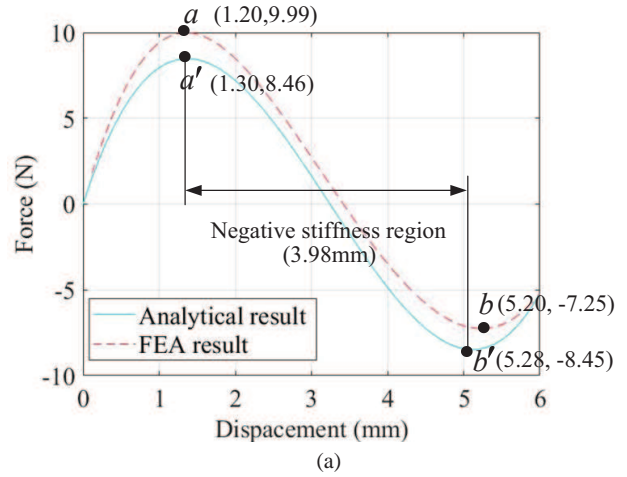 a (1.20,9.99)
10
a' (1.30,8.46)
5
Force (N)
0
Negative stiffness region
(3.98mm)
-5
b (5.20, -7.25)
Analytical result
FEA result
b' (5.28, -8.45)
-10
0 1 2 3 4 5 6
Dispacement (mm)
(a)